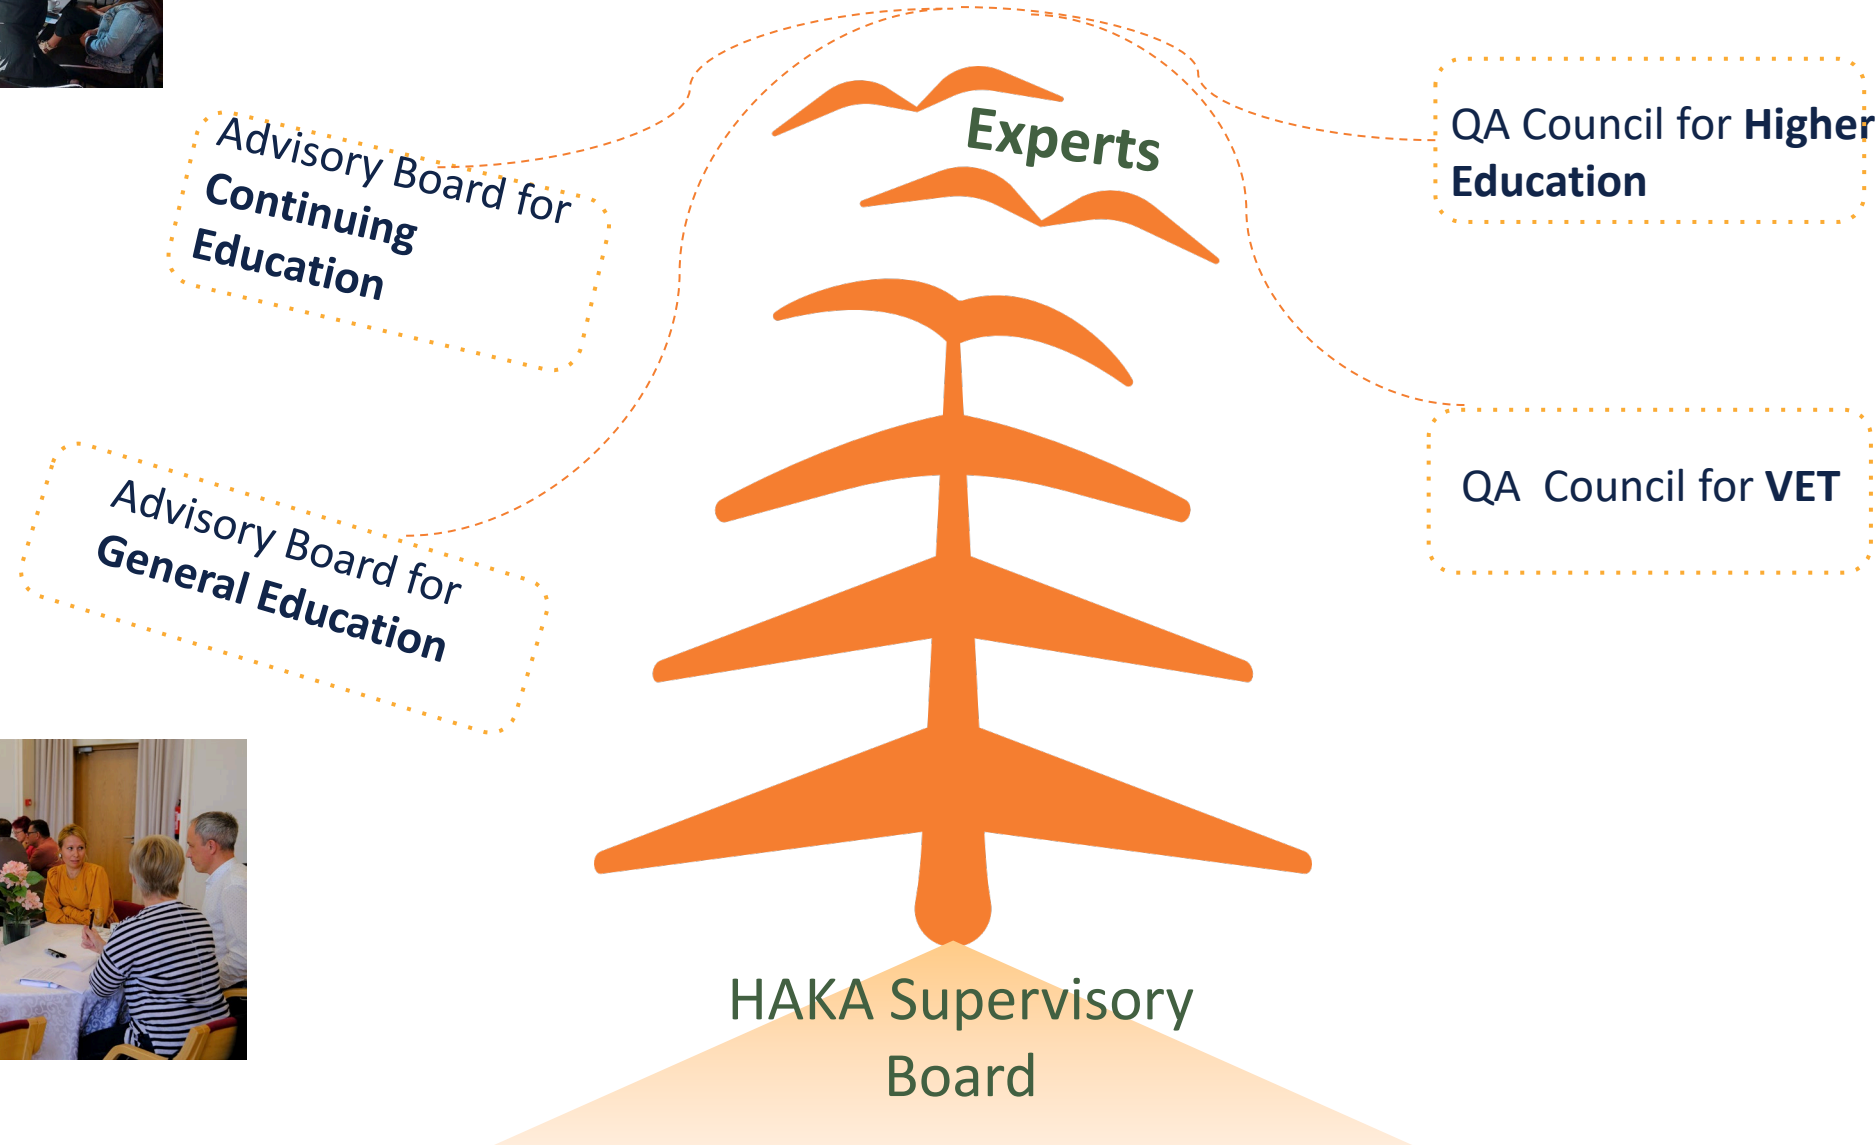 Experts
QA Council for Higher
Education
Advisory Board for
Continuing
Education
QA  Council for VET
Advisory Board for
General Education
HAKA Supervisory
Board